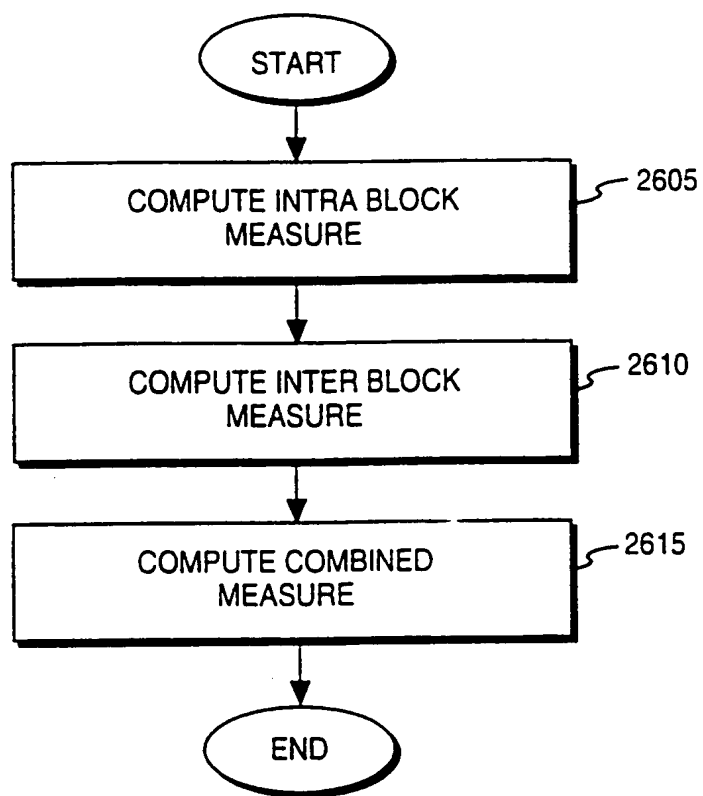 START
COMPUTE INTRA BLOCK
MEASURE
2605
COMPUTE INTER BLOCK
MEASURE
2610
COMPUTE COMBINED
MEASURE
2615
END